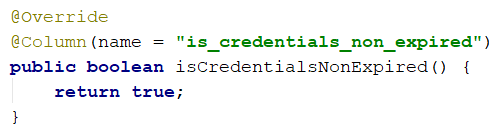 @Override
@Column(name = "is_credentials_non_expired")
public boolean isCredentialsNonExpired() {
    return true;
}